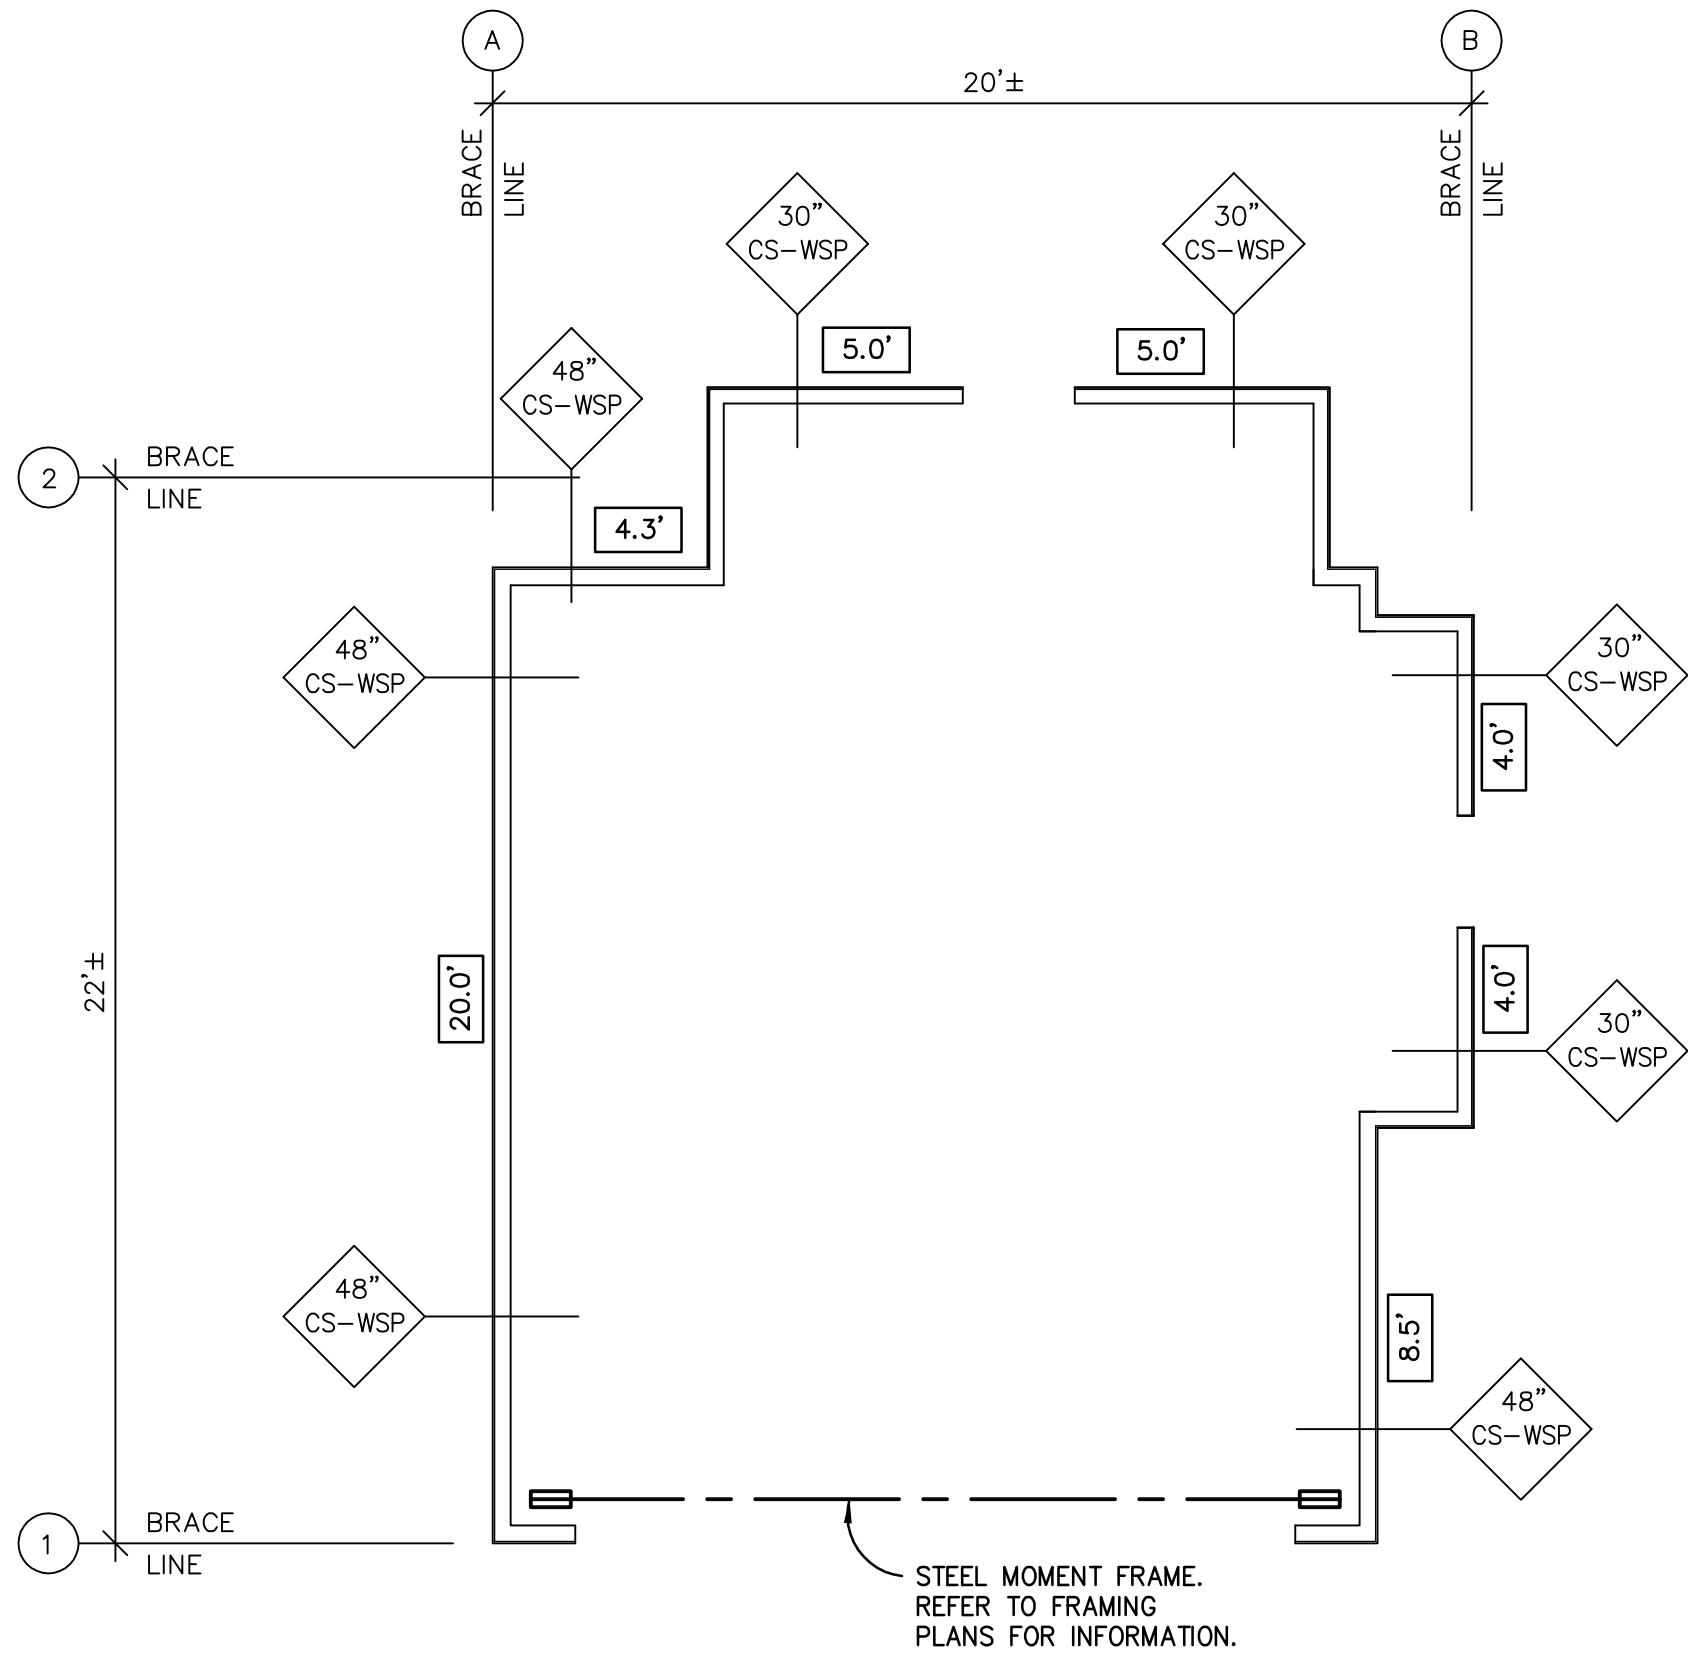 A
B
20'±
BRACE
LINE
BRACE
LINE
30"
CS-WSP
30"
CS-WSP
5.0'
5.0'
48"
CS-WSP
2
BRACE
LINE
4.3'
48"
CS-WSP
30"
CS-WSP
4.0'
22'±
20.0'
4.0'
30"
CS-WSP
48"
CS-WSP
8.5'
48"
CS-WSP
1
BRACE
LINE
STEEL MOMENT FRAME.
REFER TO FRAMING
PLANS FOR INFORMATION.